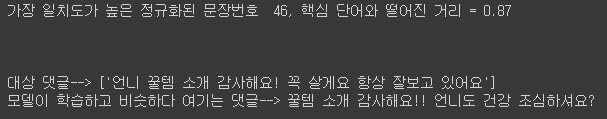 가장 일치도가 높은 정규화된 문장번호  46, 핵심 단어와 떨어진 거리 = 0.87
대상 댓글--> ['언니 꿀템 소개 감사해요! 꼭 살게요 항상 잘보고 있어요']
모델이 학습하고 비슷하다 여기는 댓글--> 꿀템 소개 감사해요!! 언니도 건강 조심하셔요?